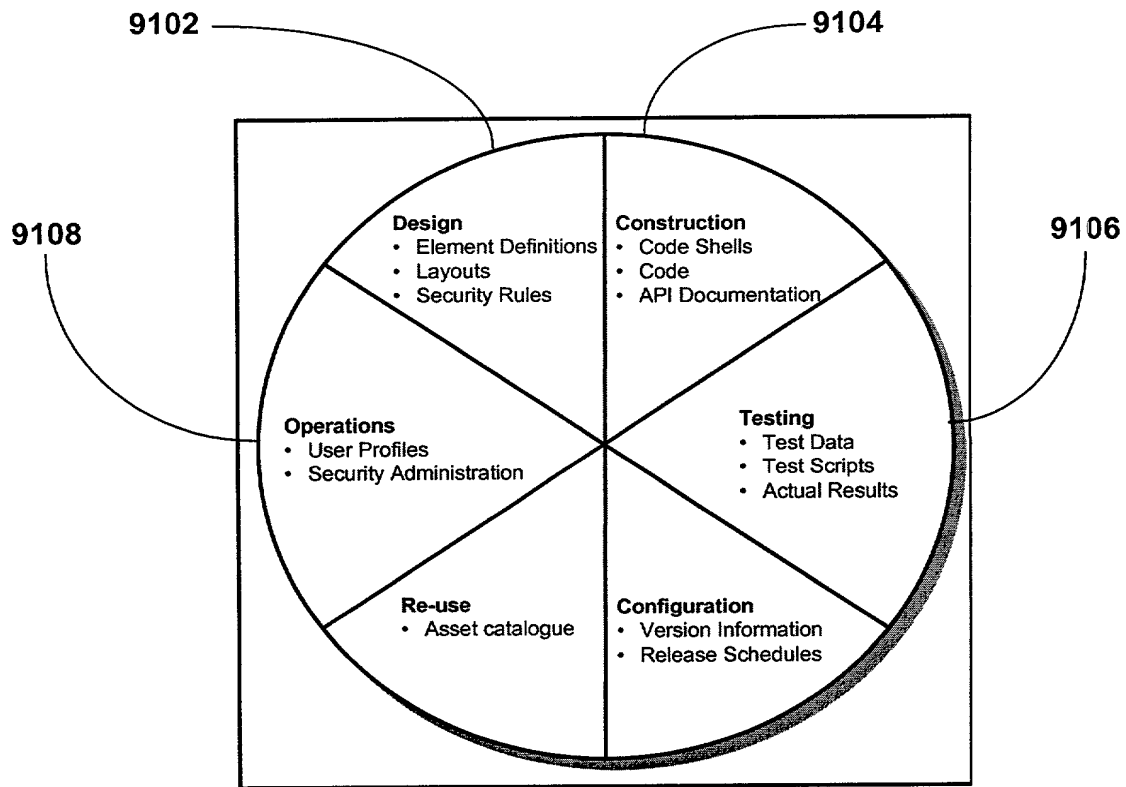 9102
9104
9108
9106
Design
• Element Definitions
• Layouts
• Security Rules
Construction
• Code Shells
• Code
• API Documentation
Operations
• User Profiles
• Security Administration
Testing
• Test Data
• Test Scripts
• Actual Results
Re-use
• Asset catalogue
Configuration
• Version Information
• Release Schedules